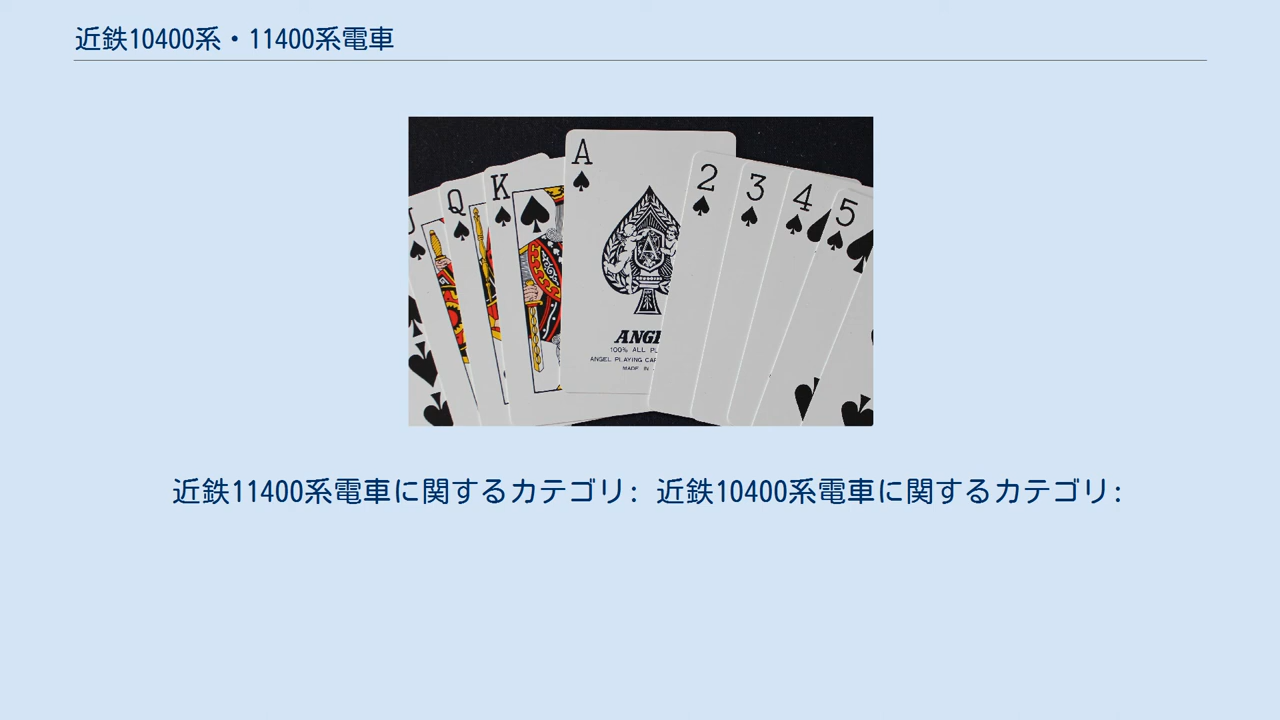 近鉄10400系・11400系電車
J
Q
K
A
2
3
4
5
A
100% ALL
ANGEL PLAYING
MADE IN
近鉄11400系電車に関するカテゴリ: 近鉄10400系電車に関するカテゴリ: